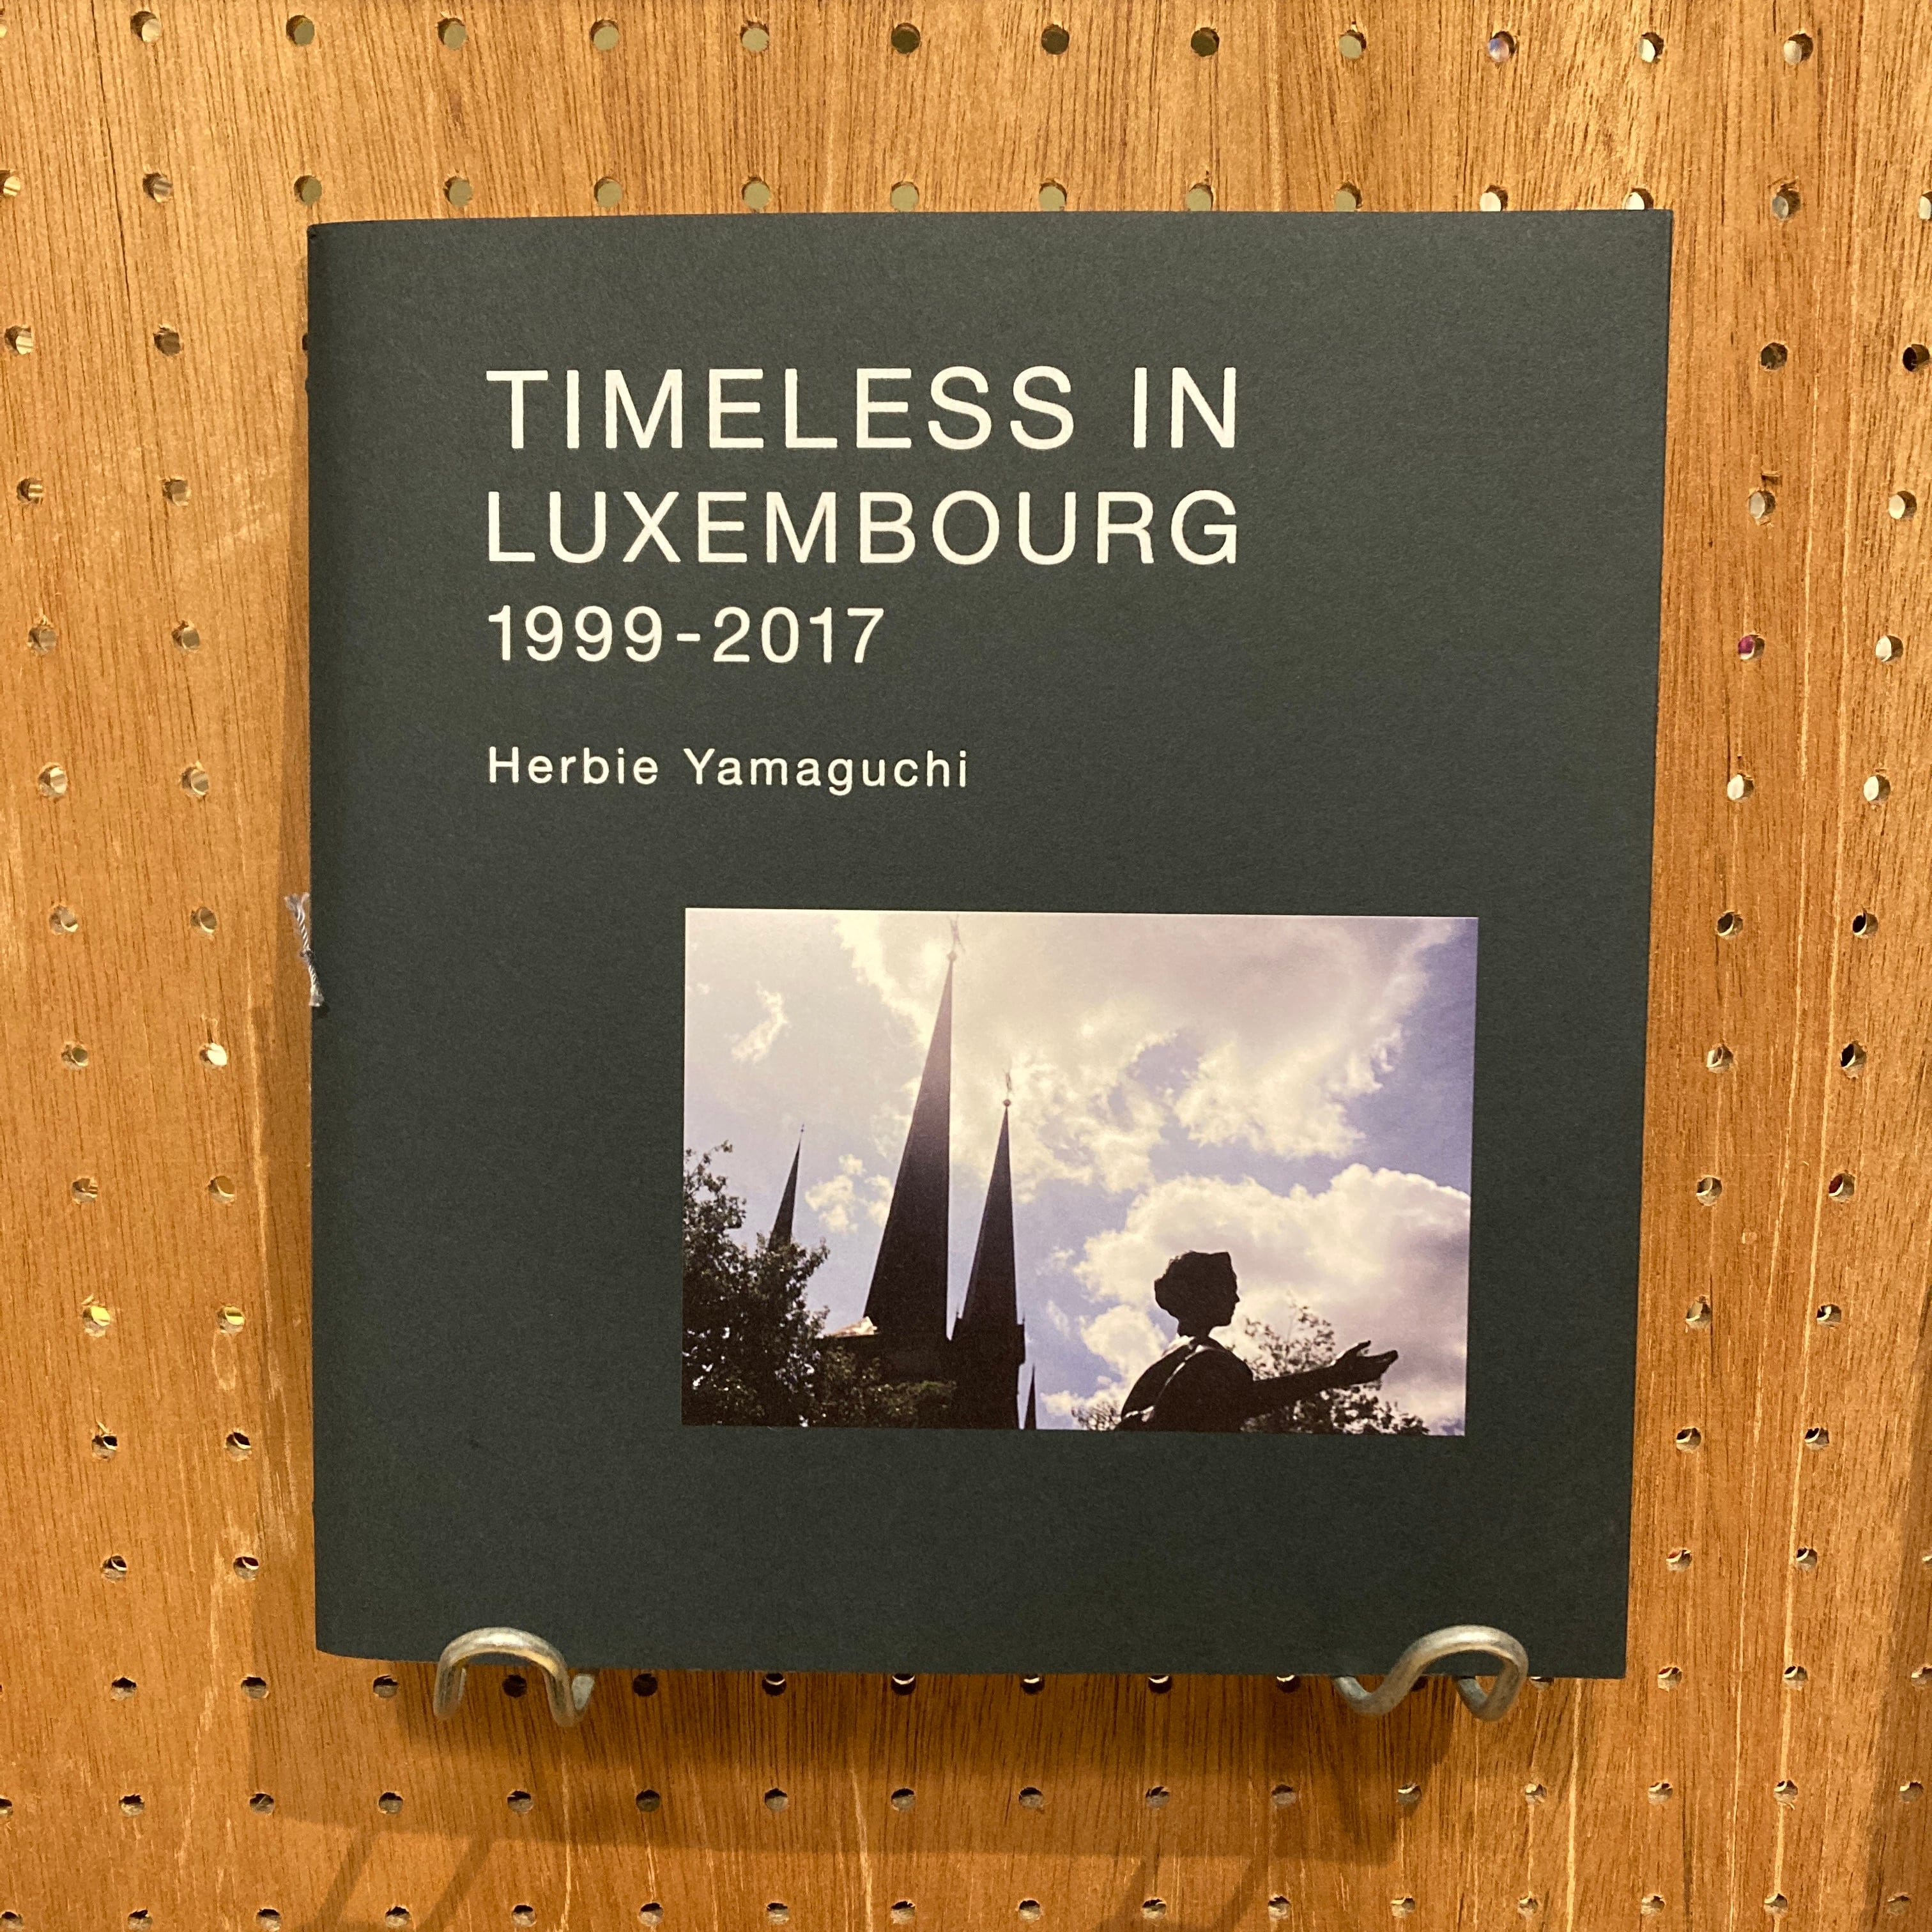 TIMELESS IN
LUXEMBOURG
1999-2017
Herbie Yamaguchi